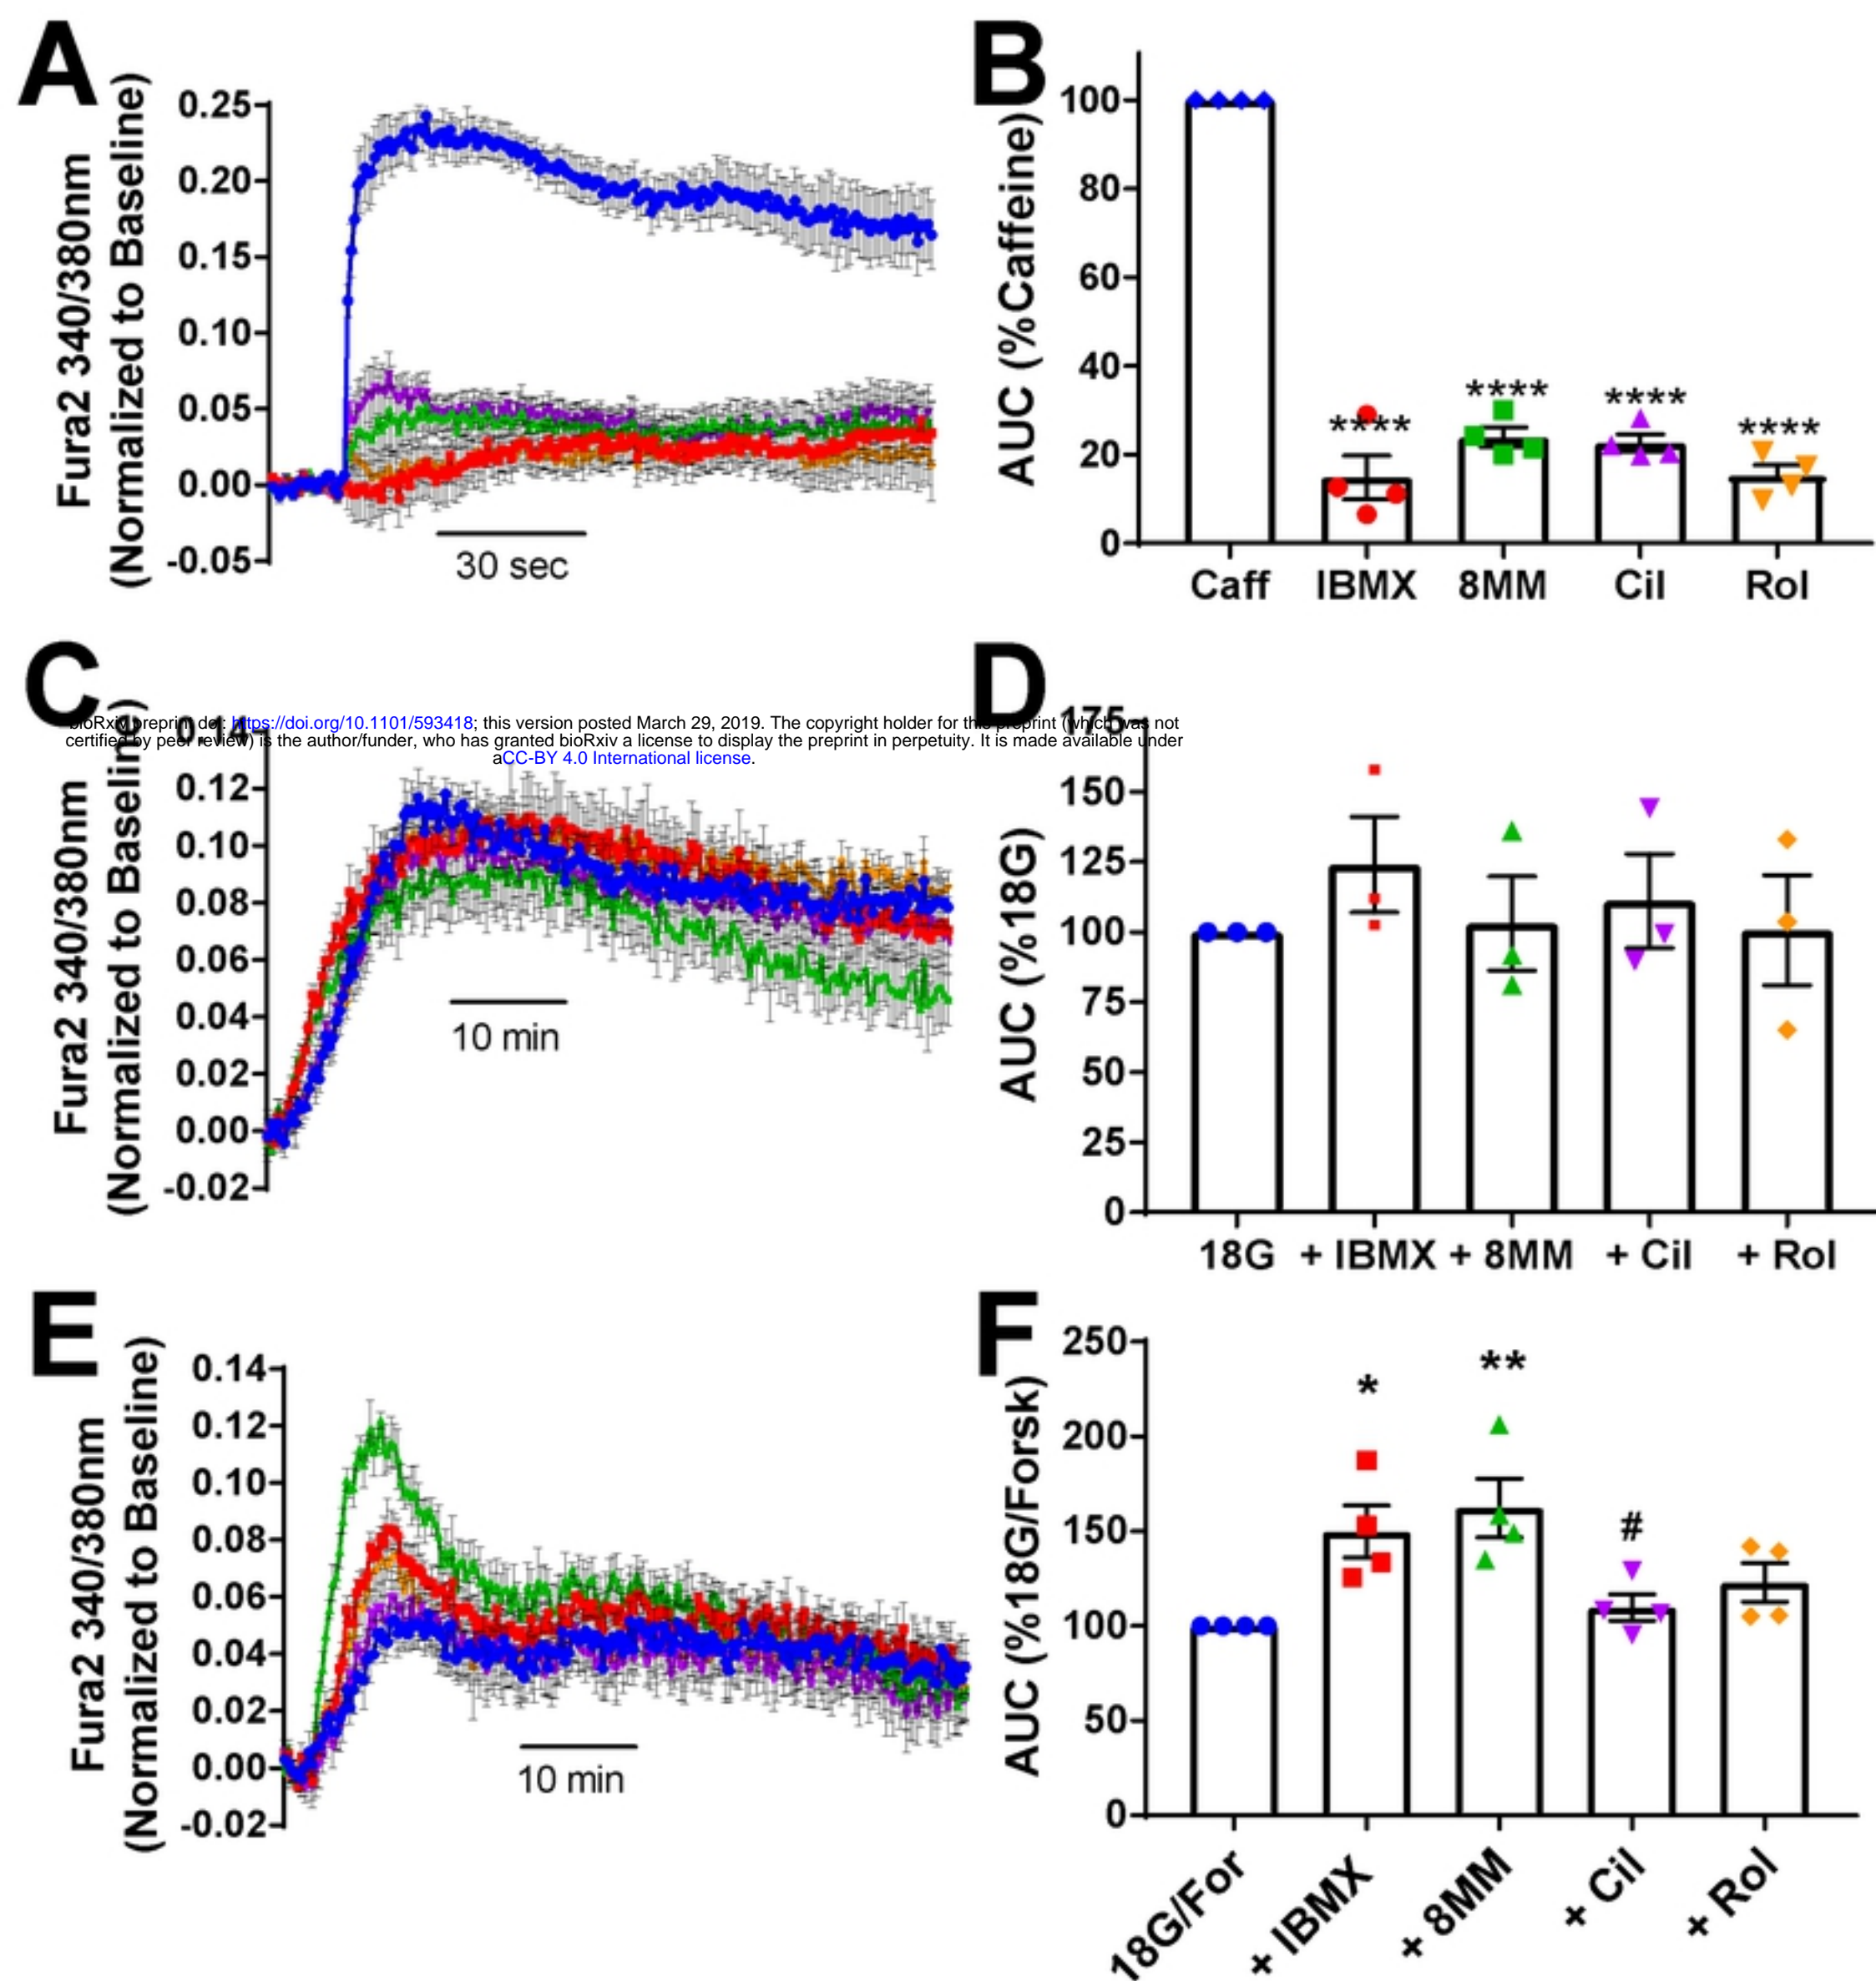 A
Fura2 340/380nm
(Normalized to Baseline)
0.25
0.20
0.15
0.10
0.05
0.00
-0.05
30 sec
B
AUC (%Caffeine)
100
80
60
40
20
0
****
****
****
****
Caff IBMX 8MM Cil Rol
C
Fura2 340/380nm
(Normalized to Baseline)
0.14
0.12
0.10
0.08
0.06
0.04
0.02
0.00
-0.02
10 min
bioRxiv preprint doi: https://doi.org/10.1101/593418; this version posted March 29, 2019. The copyright holder for this preprint (which was not
certified by peer review) is the author/funder, who has granted bioRxiv a license to display the preprint in perpetuity. It is made available under
aCC-BY 4.0 International license.
D
AUC (%18G)
175
150
125
100
75
50
25
0
18G + IBMX + 8MM + Cil + Rol
E
Fura2 340/380nm
(Normalized to Baseline)
0.14
0.12
0.10
0.08
0.06
0.04
0.02
0.00
-0.02
10 min
F
AUC (%18G/Forsk)
250
200
150
100
50
0
*
**
#
18G/For
+ IBMX
+ 8MM
+ Cil
+ Rol